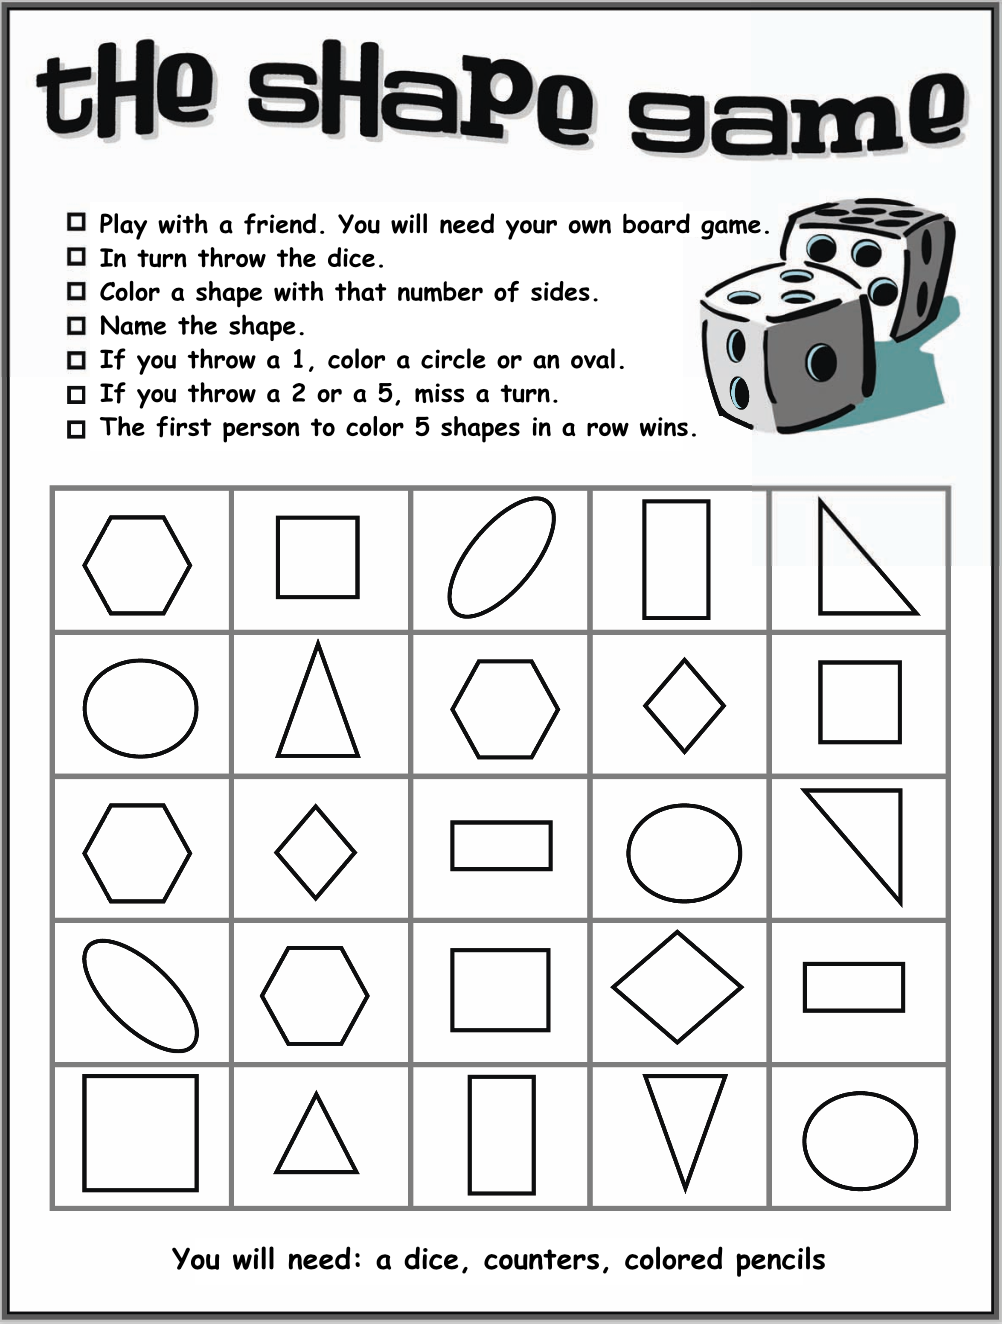 tHe sHaPe game
Play with a friend. You will need your own board game.
In turn throw the dice.
Color a shape with that number of sides.
Name the shape.
If you throw a 1, color a circle or an oval.
If you throw a 2 or a 5, miss a turn.
The first person to color 5 shapes in a row wins.
You will need: a dice, counters, colored pencils